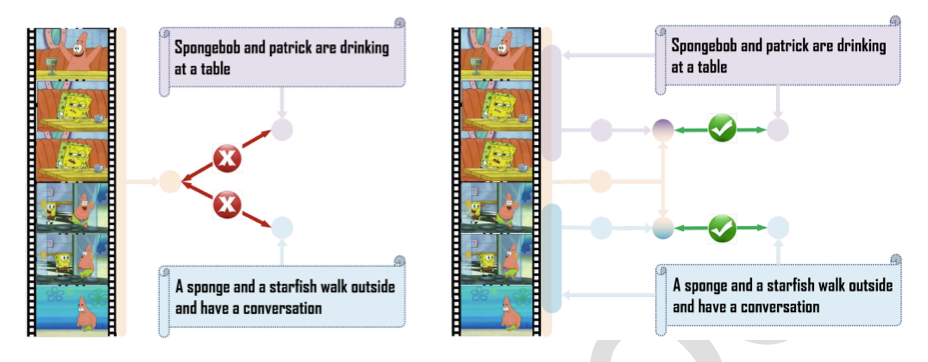 Spongebob and patrick are drinking
at a table
X
X
A sponge and a starfish walk outside
and have a conversation
Spongebob and patrick are drinking
at a table
A sponge and a starfish walk outside
and have a conversation